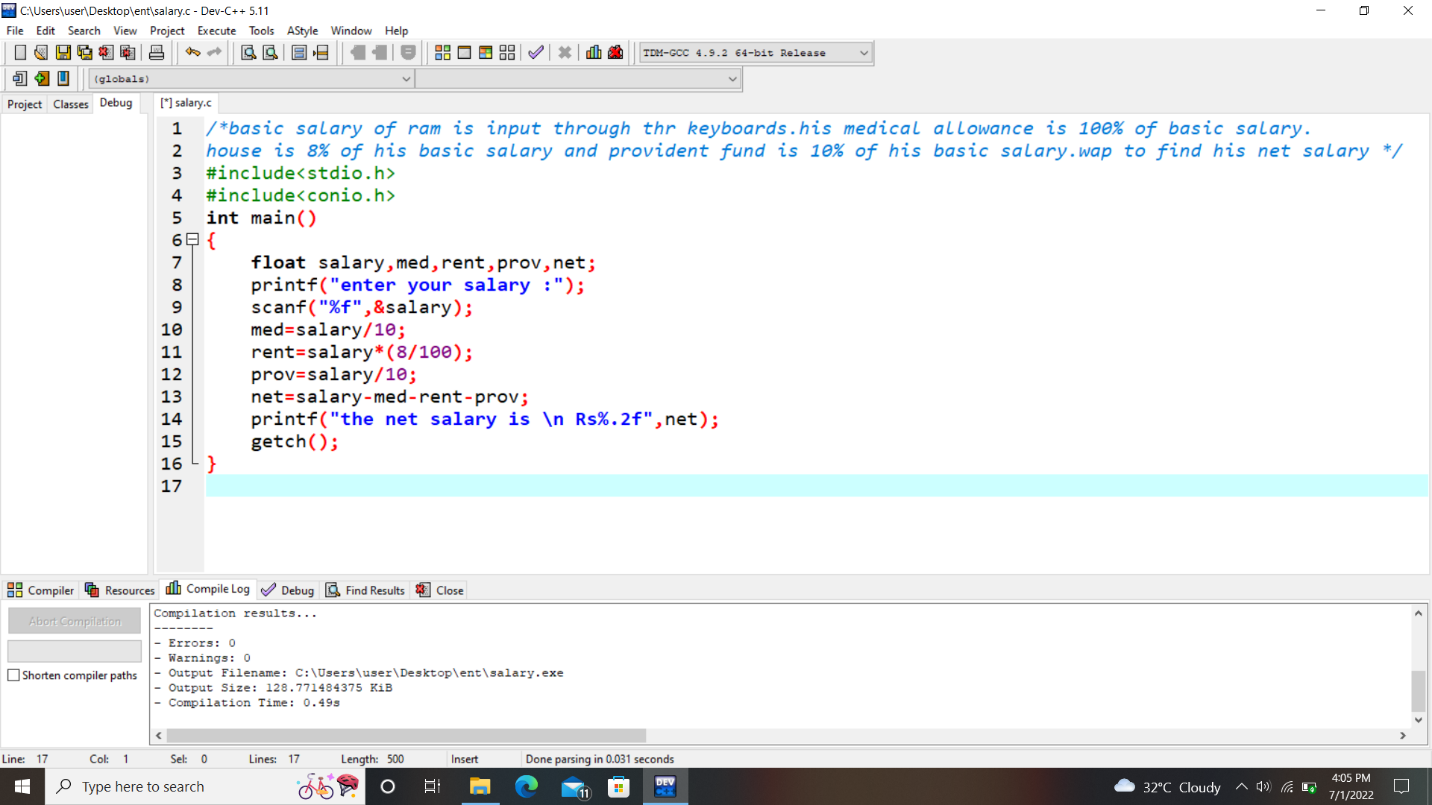 C:\Users\user\Desktop\ent\salary.c - Dev-C++ 5.11
File Edit Search View Project Execute Tools AStyle Window Help
TDM-GCC 4.9.2 64-bit Release
(globals)
Project Classes Debug [*] salary.c
1 /*basic salary of ram is input through thr keyboards.his medical allowance is 100% of basic salary.
2 house is 8% of his basic salary and provident fund is 10% of his basic salary.wap to find his net salary */
3 #include<stdio.h>
4 #include<conio.h>
5 int main()
6 {
7 float salary,med,rent,prov,net;
8 printf("enter your salary :");
9 scanf("%f",&salary);
10 med=salary/10;
11 rent=salary*(8/100);
12 prov=salary/10;
13 net=salary-med-rent-prov;
14 printf("the net salary is \n Rs%.2f",net);
15 getch();
16 }
17
Compiler Resources Compile Log Debug Find Results Close
Abort Compilation
Shorten compiler paths
Compilation results...
--------
- Errors: 0
- Warnings: 0
- Output Filename: C:\Users\user\Desktop\ent\salary.exe
- Output Size: 128.771484375 KiB
- Compilation Time: 0.49s
Line: 17 Col: 1 Sel: 0 Lines: 17 Length: 500 Insert Done parsing in 0.031 seconds
Type here to search
11
DEV
32°C Cloudy
4:05 PM
7/1/2022